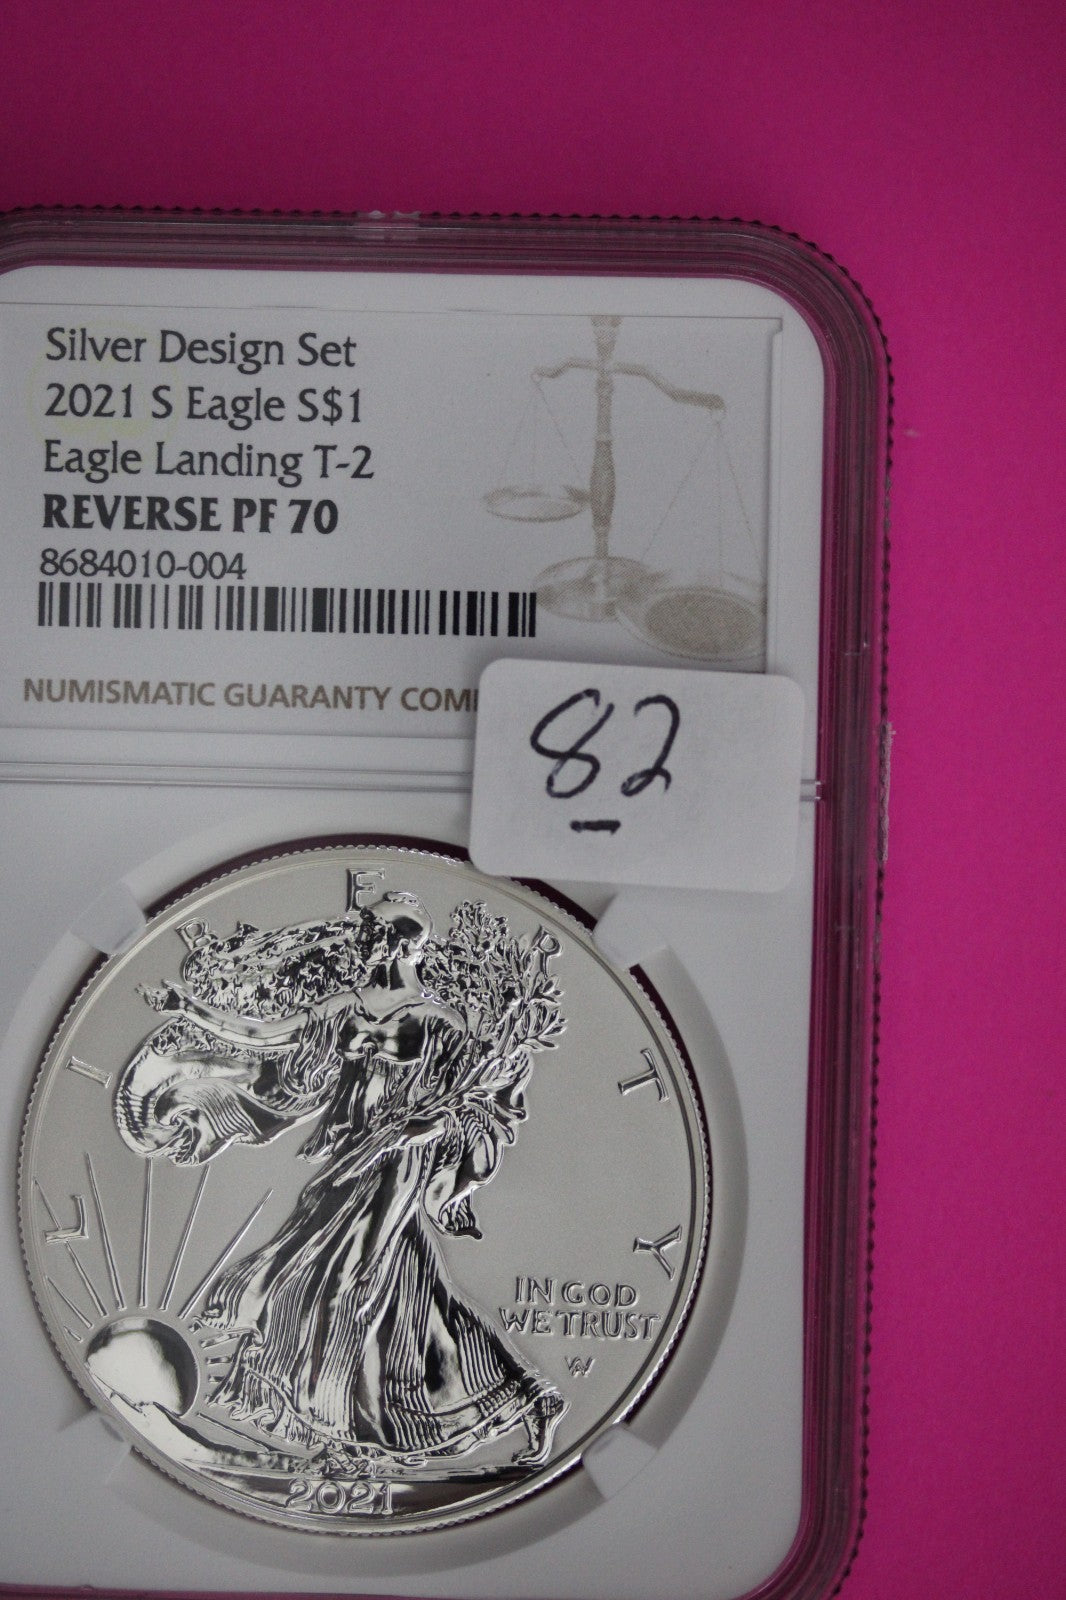 Silver Design Set
2021 S Eagle S$1
Eagle Landing T-2
REVERSE PF 70
8684010-004
NUMISMATIC GUARANTY COM
82
LIBERTY
IN GOD
WE TRUST
2021